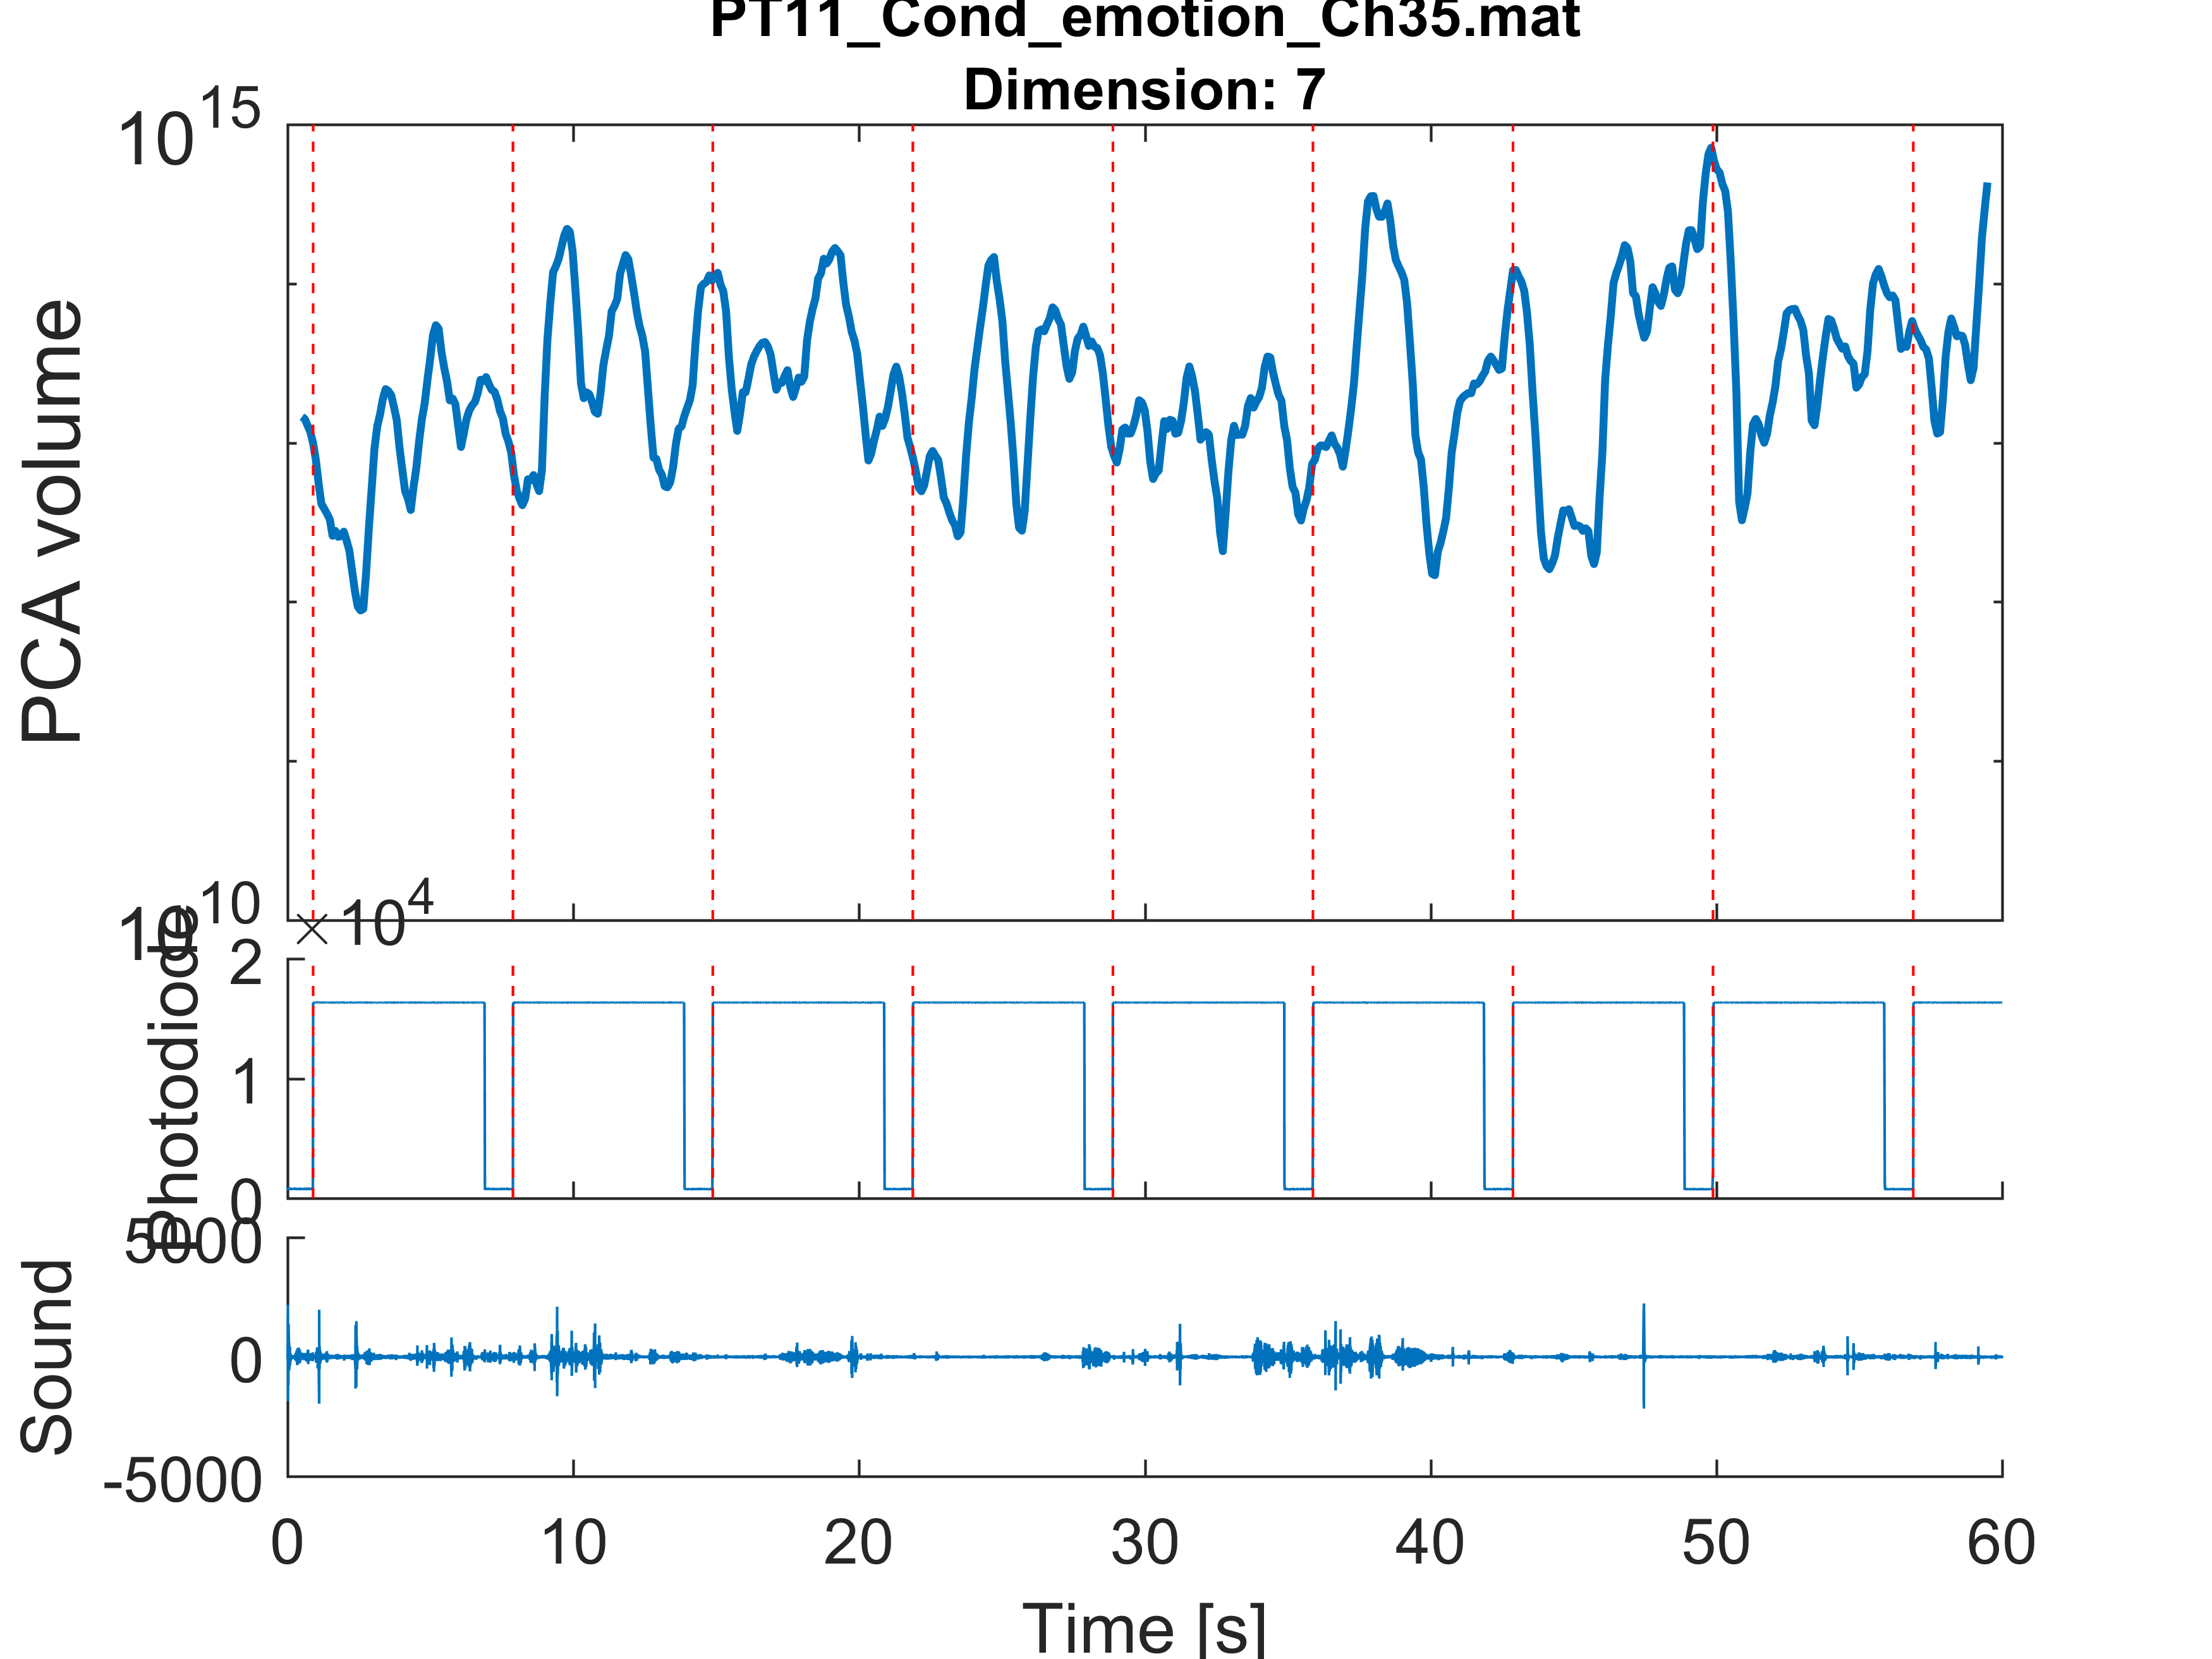 PT11_Cond_emotion_Ch35.mat
Dimension: 7
10^15
PCA volume
10^10
×10^4
2
1
0
Photodiode
5000
0
-5000
Sound
0 10 20 30 40 50 60
Time [s]